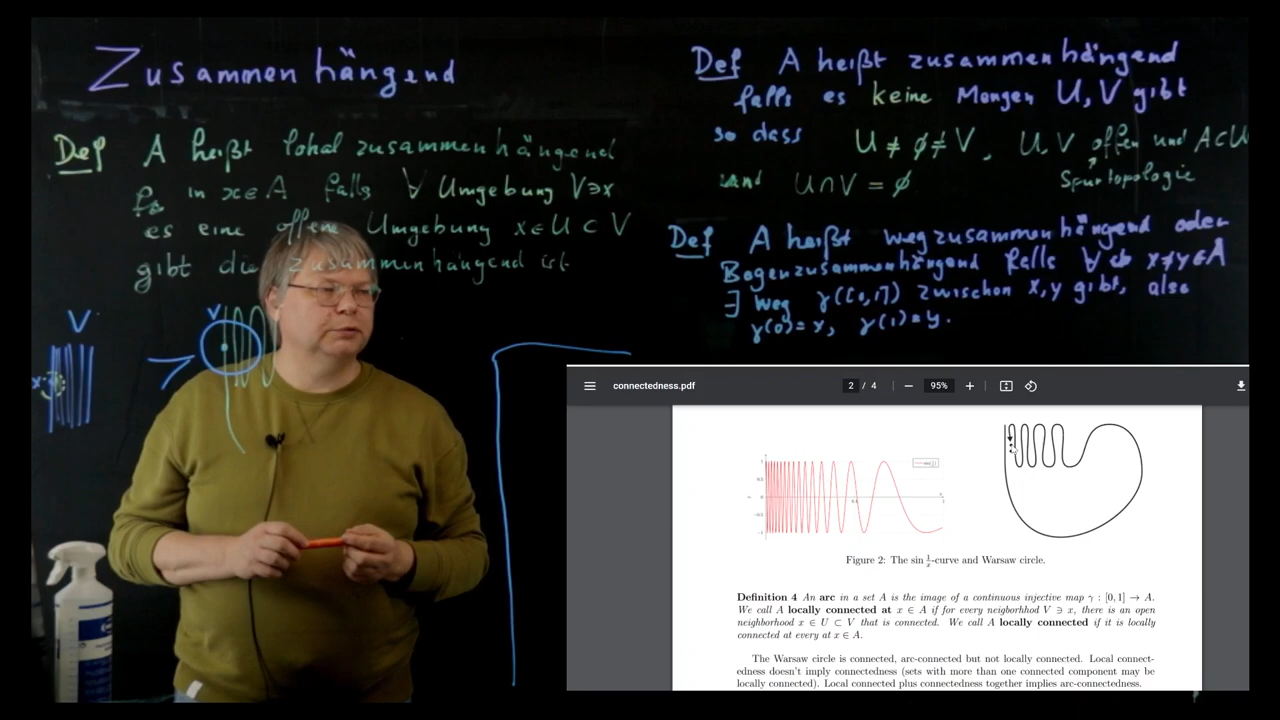 Zusammenhängend
Def A heißt lokal zusammenhängend
in x∈A falls ∀ Umgebung V∋x
es eine offene Umgebung x∈U⊂V
gibt die zusammenhängend ist
V
x
V
Def A heißt zusammenhängend
falls es keine Mengen U,V gibt
so dass U≠∅≠V, U,V offen und A⊂U
und U∩V=∅ Spurtopologie
Def A heißt wegzusammenhängend oder
Bogenzusammenhängend falls ∀ x≠y∈A
∃ Weg γ([0,1]) zwischen x,y gibt, also
γ(0)=x, γ(1)=y.
connectedness.pdf 2 / 4 95%
Figure 2: The sin 1/x-curve and Warsaw circle.
Definition 4 An arc in a set A is the image of a continuous injective map γ : [0,1] → A.
We call A locally connected at x ∈ A if for every neigborhhod V ∋ x, there is an open
neighborhood x ∈ U ⊂ V that is connected. We call A locally connected if it is locally
connected at every at x ∈ A.
The Warsaw circle is connected, arc-connected but not locally connected. Local connect-
edness doesn't imply connectedness (sets with more than one connected component may be
locally connected). Local connected plus connectedness together implies arc-connectedness.